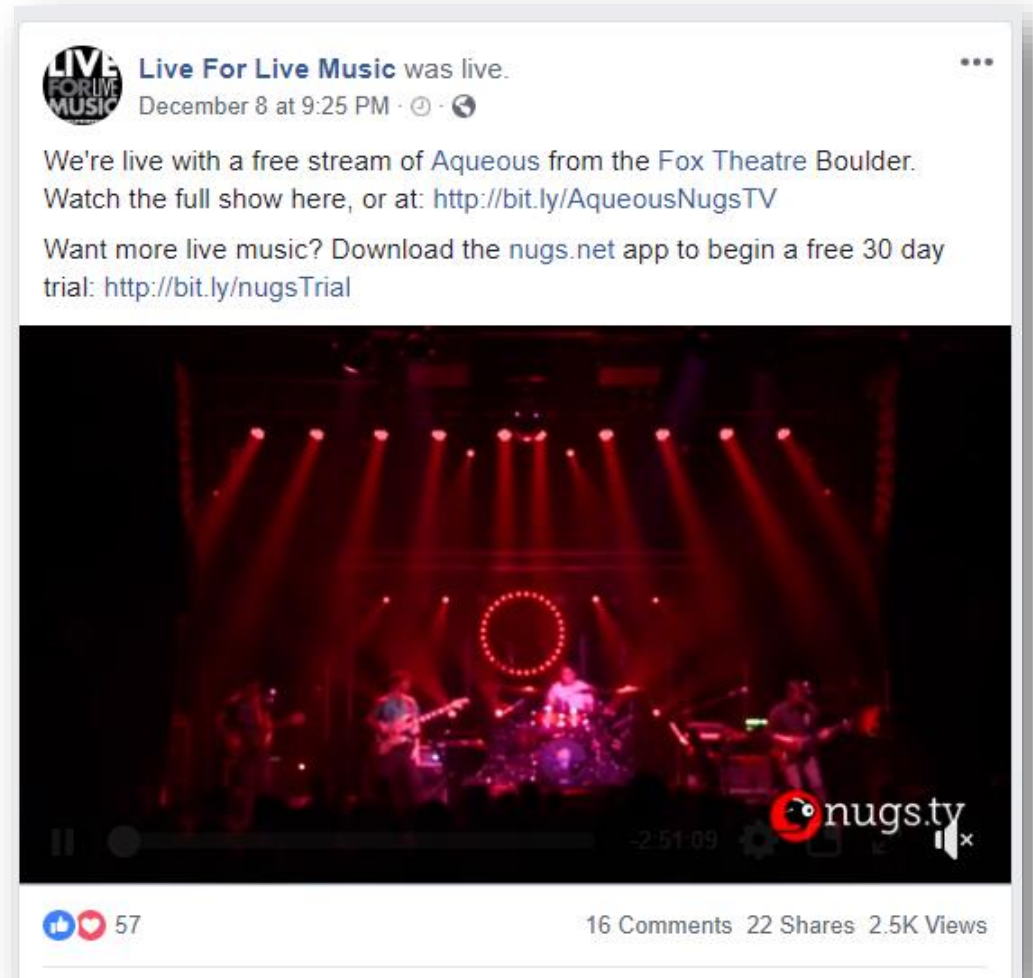 LIVE
FOR LIVE
MUSIC
Live For Live Music was live.
December 8 at 9:25 PM
We're live with a free stream of Aqueous from the Fox Theatre Boulder.
Watch the full show here, or at: http://bit.ly/AqueousNugsTV
Want more live music? Download the nugs.net app to begin a free 30 day
trial: http://bit.ly/nugsTrial
nugs.tv
-2:51:09
57
16 Comments 22 Shares 2.5K Views